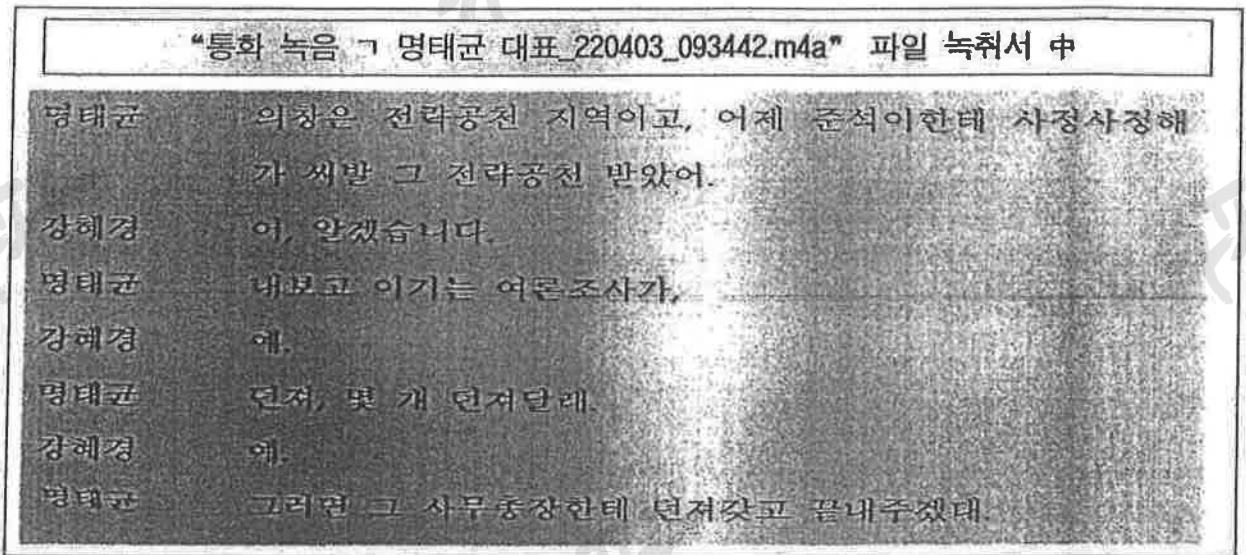 "통화 녹음 ㄱ 명태균 대표_220403_093442.m4a" 파일 녹취서 中
명태균 의창은 전략공천 지역이고, 어제 준석이한테 사정사정해
가 씨발 그 전략공천 받았어.
강혜경 어, 알겠습니다.
명태균 내보고 이기는 여론조사가,
강혜경 예.
명태균 던져, 몇 개 던져달래.
강혜경 예.
명태균 그러면 그 사무총장한테 던져갖고 끝내주겠대.